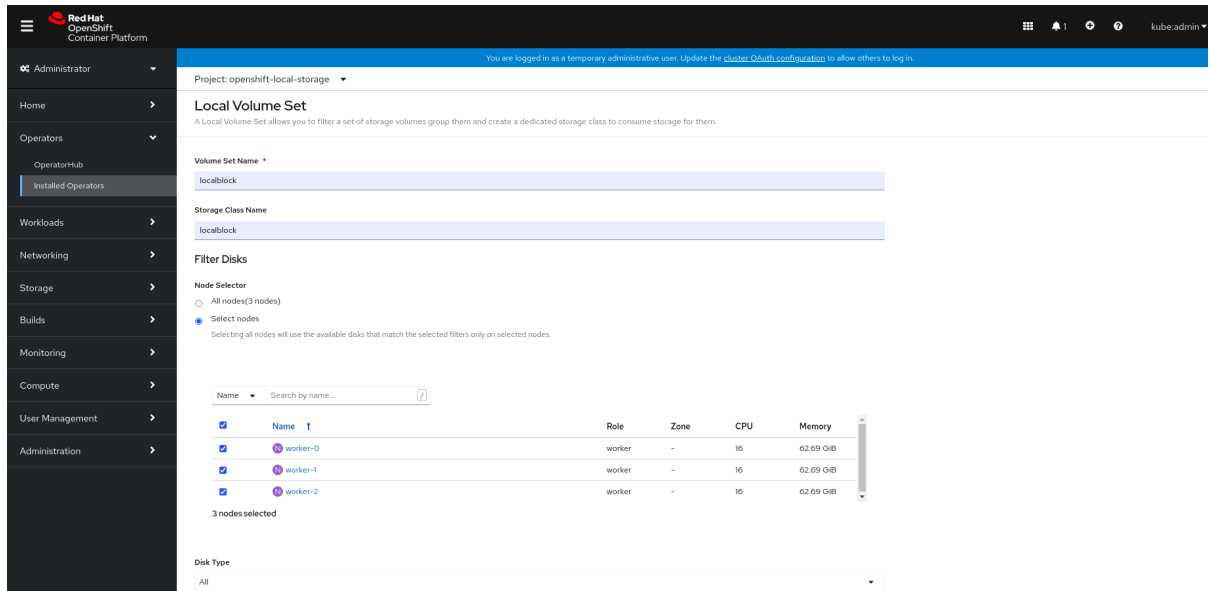 Red Hat
OpenShift
Container Platform
1
kube:admin
Administrator
You are logged in as a temporary administrative user. Update the cluster OAuth configuration to allow others to log in.
Project: openshift-local-storage
Home
Local Volume Set
A Local Volume Set allows you to filter a set of storage volumes group them and create a dedicated storage class to consume storage for them.
Operators
OperatorHub
Installed Operators
Volume Set Name *
localblock
Storage Class Name
localblock
Workloads
Networking
Storage
Builds
Monitoring
Compute
User Management
Administration
Filter Disks
Node Selector
All nodes(3 nodes)
Select nodes
Selecting all nodes will use the available disks that match the selected filters only on selected nodes.
Name Search by name... /
Name Role Zone CPU Memory
N worker-0 worker - 16 62.69 GiB
N worker-1 worker - 16 62.69 GiB
N worker-2 worker - 16 62.69 GiB
3 nodes selected
Disk Type
All